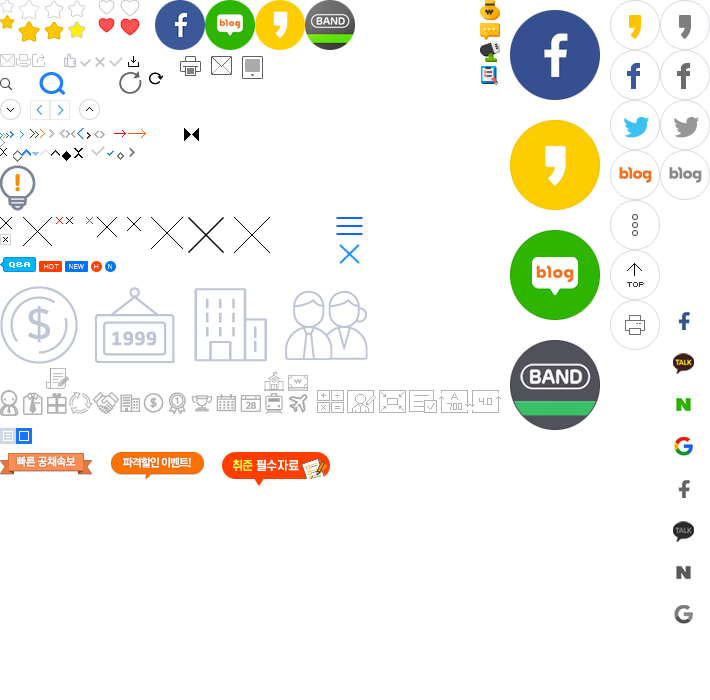 blog
BAND
blog
blog
blog
BAND
TOP
Q&A
HOT
NEW
H
N
1999
TALK
N
G
TALK
N
G
28
A
700
4.0
빠른 공채속보
파격할인 이벤트!
취준 필수자료